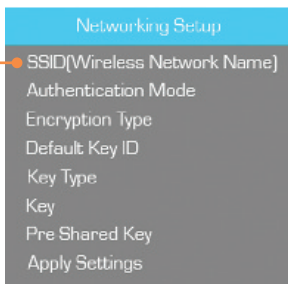 Networking Setup
SSID(Wireless Network Name)
Authentication Mode
Encryption Type
Default Key ID
Key Type
Key
Pre Shared Key
Apply Settings